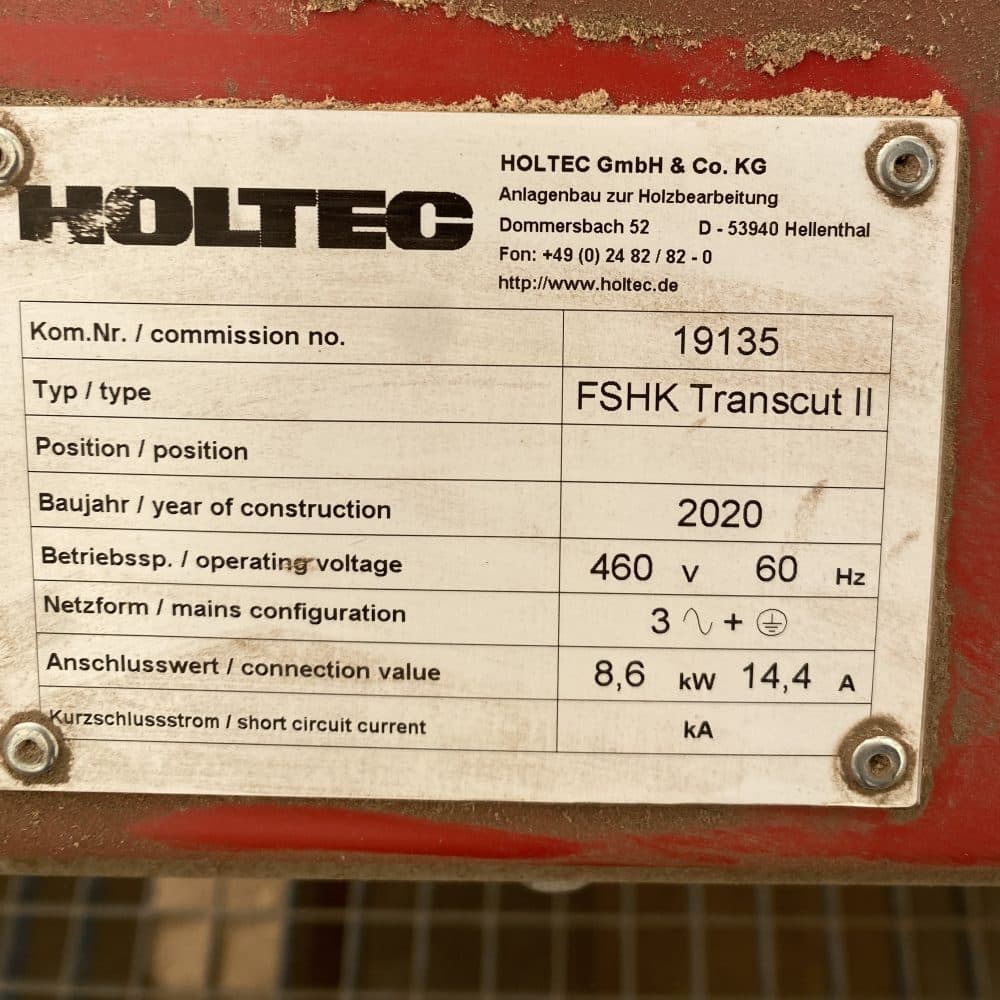 HOLTEC
HOLTEC GmbH & Co. KG
Anlagenbau zur Holzbearbeitung
Dommersbach 52 D - 53940 Hellenthal
Fon: +49 (0) 24 82 / 82 - 0
http://www.holtec.de
Kom.Nr. / commission no. 19135
Typ / type FSHK Transcut II
Position / position
Baujahr / year of construction 2020
Betriebssp. / operating voltage 460 V 60 Hz
Netzform / mains configuration 3 ∿ + ⏚
Anschlusswert / connection value 8,6 kW 14,4 A
Kurzschlussstrom / short circuit current kA